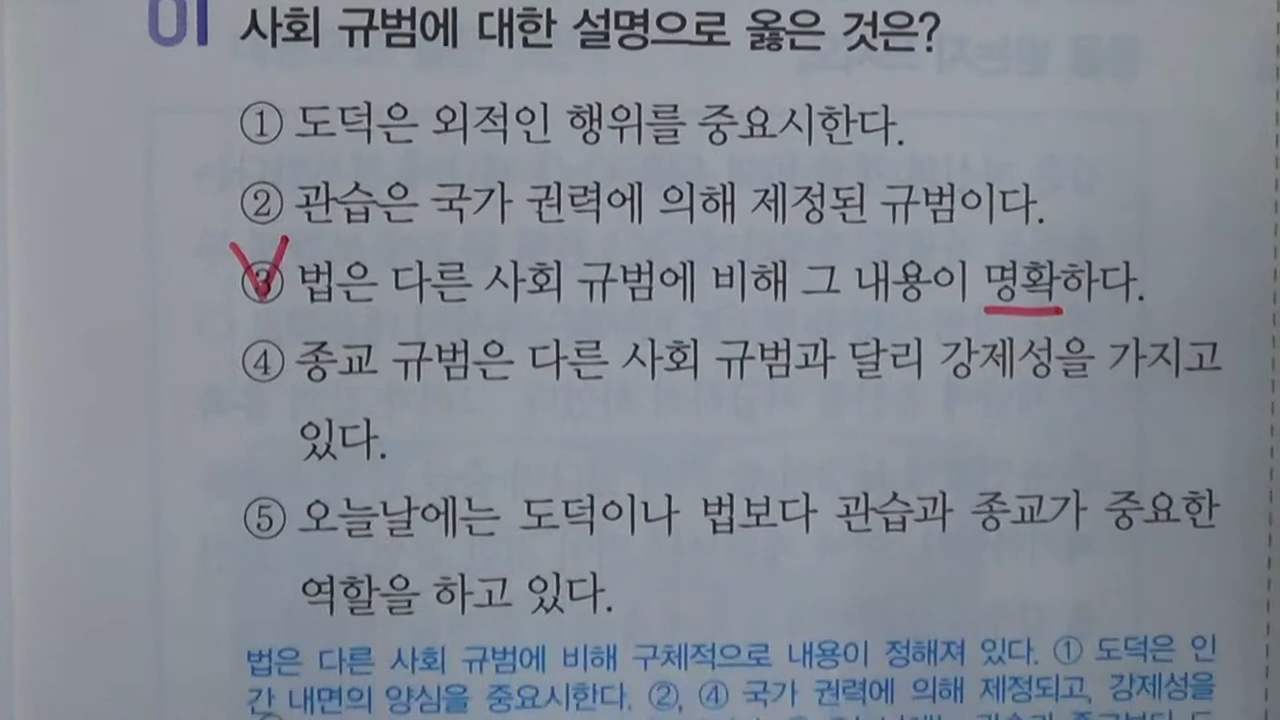 01 사회 규범에 대한 설명으로 옳은 것은?
① 도덕은 외적인 행위를 중요시한다.
② 관습은 국가 권력에 의해 제정된 규범이다.
③ 법은 다른 사회 규범에 비해 그 내용이 명확하다.
④ 종교 규범은 다른 사회 규범과 달리 강제성을 가지고
있다.
⑤ 오늘날에는 도덕이나 법보다 관습과 종교가 중요한
역할을 하고 있다.
법은 다른 사회 규범에 비해 구체적으로 내용이 정해져 있다. ① 도덕은 인
간 내면의 양심을 중요시한다. ②, ④ 국가 권력에 의해 제정되고, 강제성을